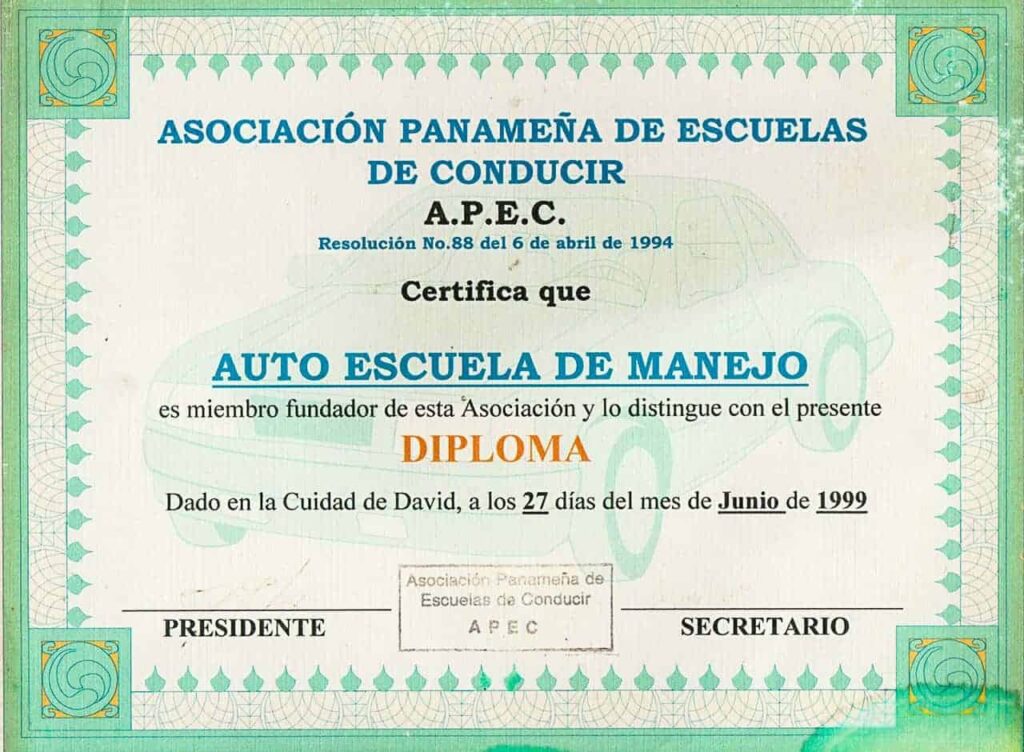 ASOCIACIÓN PANAMEÑA DE ESCUELAS
DE CONDUCIR
A.P.E.C.
Resolución No.88 del 6 de abril de 1994
Certifica que
AUTO ESCUELA DE MANEJO
es miembro fundador de esta Asociación y lo distingue con el presente
DIPLOMA
Dado en la Cuidad de David, a los 27 días del mes de Junio de 1999
Asociación Panameña de
Escuelas de Conducir
APEC
PRESIDENTE
SECRETARIO